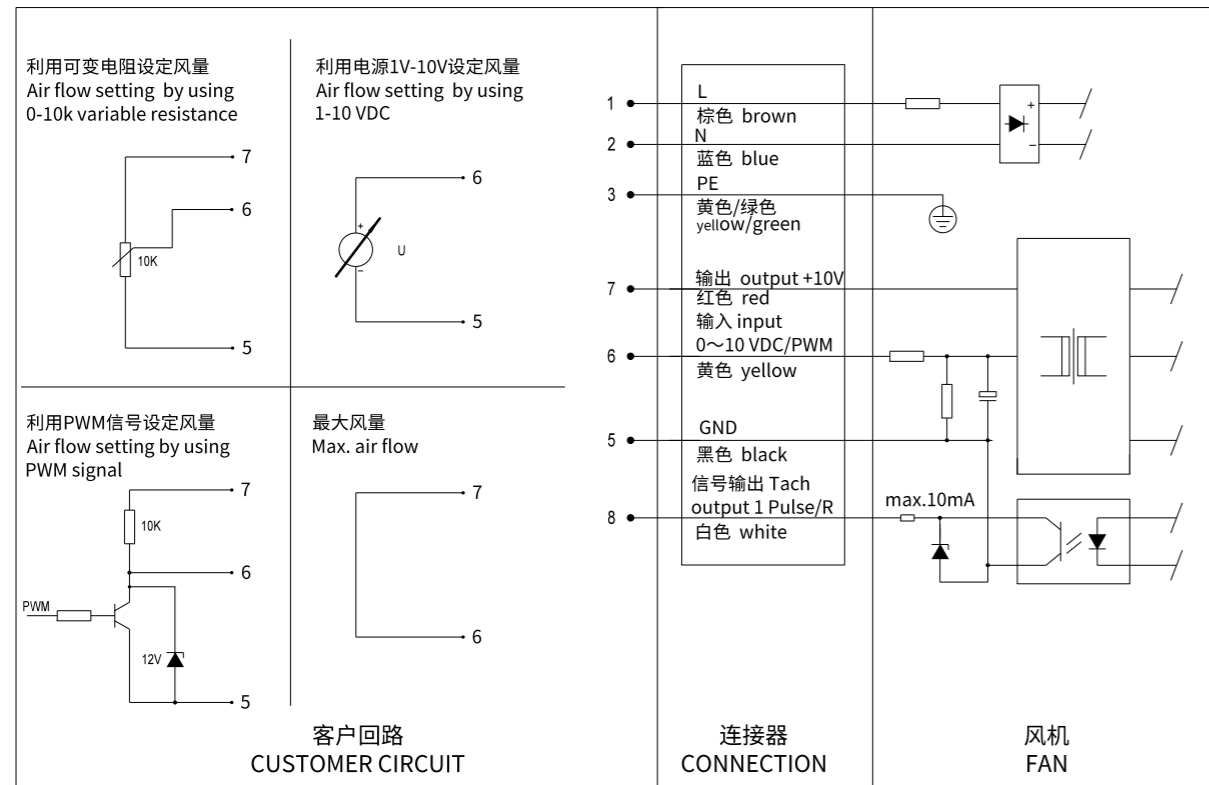 利用可变电阻设定风量
Air flow setting by using
0-10k variable resistance
7
6
10K
5
利用电源1V-10V设定风量
Air flow setting by using
1-10 VDC
6
+
U
−
5
利用PWM信号设定风量
Air flow setting by using
PWM signal
7
10K
6
PWM
12V
5
最大风量
Max. air flow
7
6
客户回路
CUSTOMER CIRCUIT
1
L
棕色 brown
2
N
蓝色 blue
3
PE
黄色/绿色
yellow/green
7
输出 output +10V
红色 red
输入 input
0～10 VDC/PWM
6
黄色 yellow
GND
5
黑色 black
信号输出 Tach
output 1 Pulse/R
8
白色 white
连接器
CONNECTION
+
−
max.10mA
风机
FAN